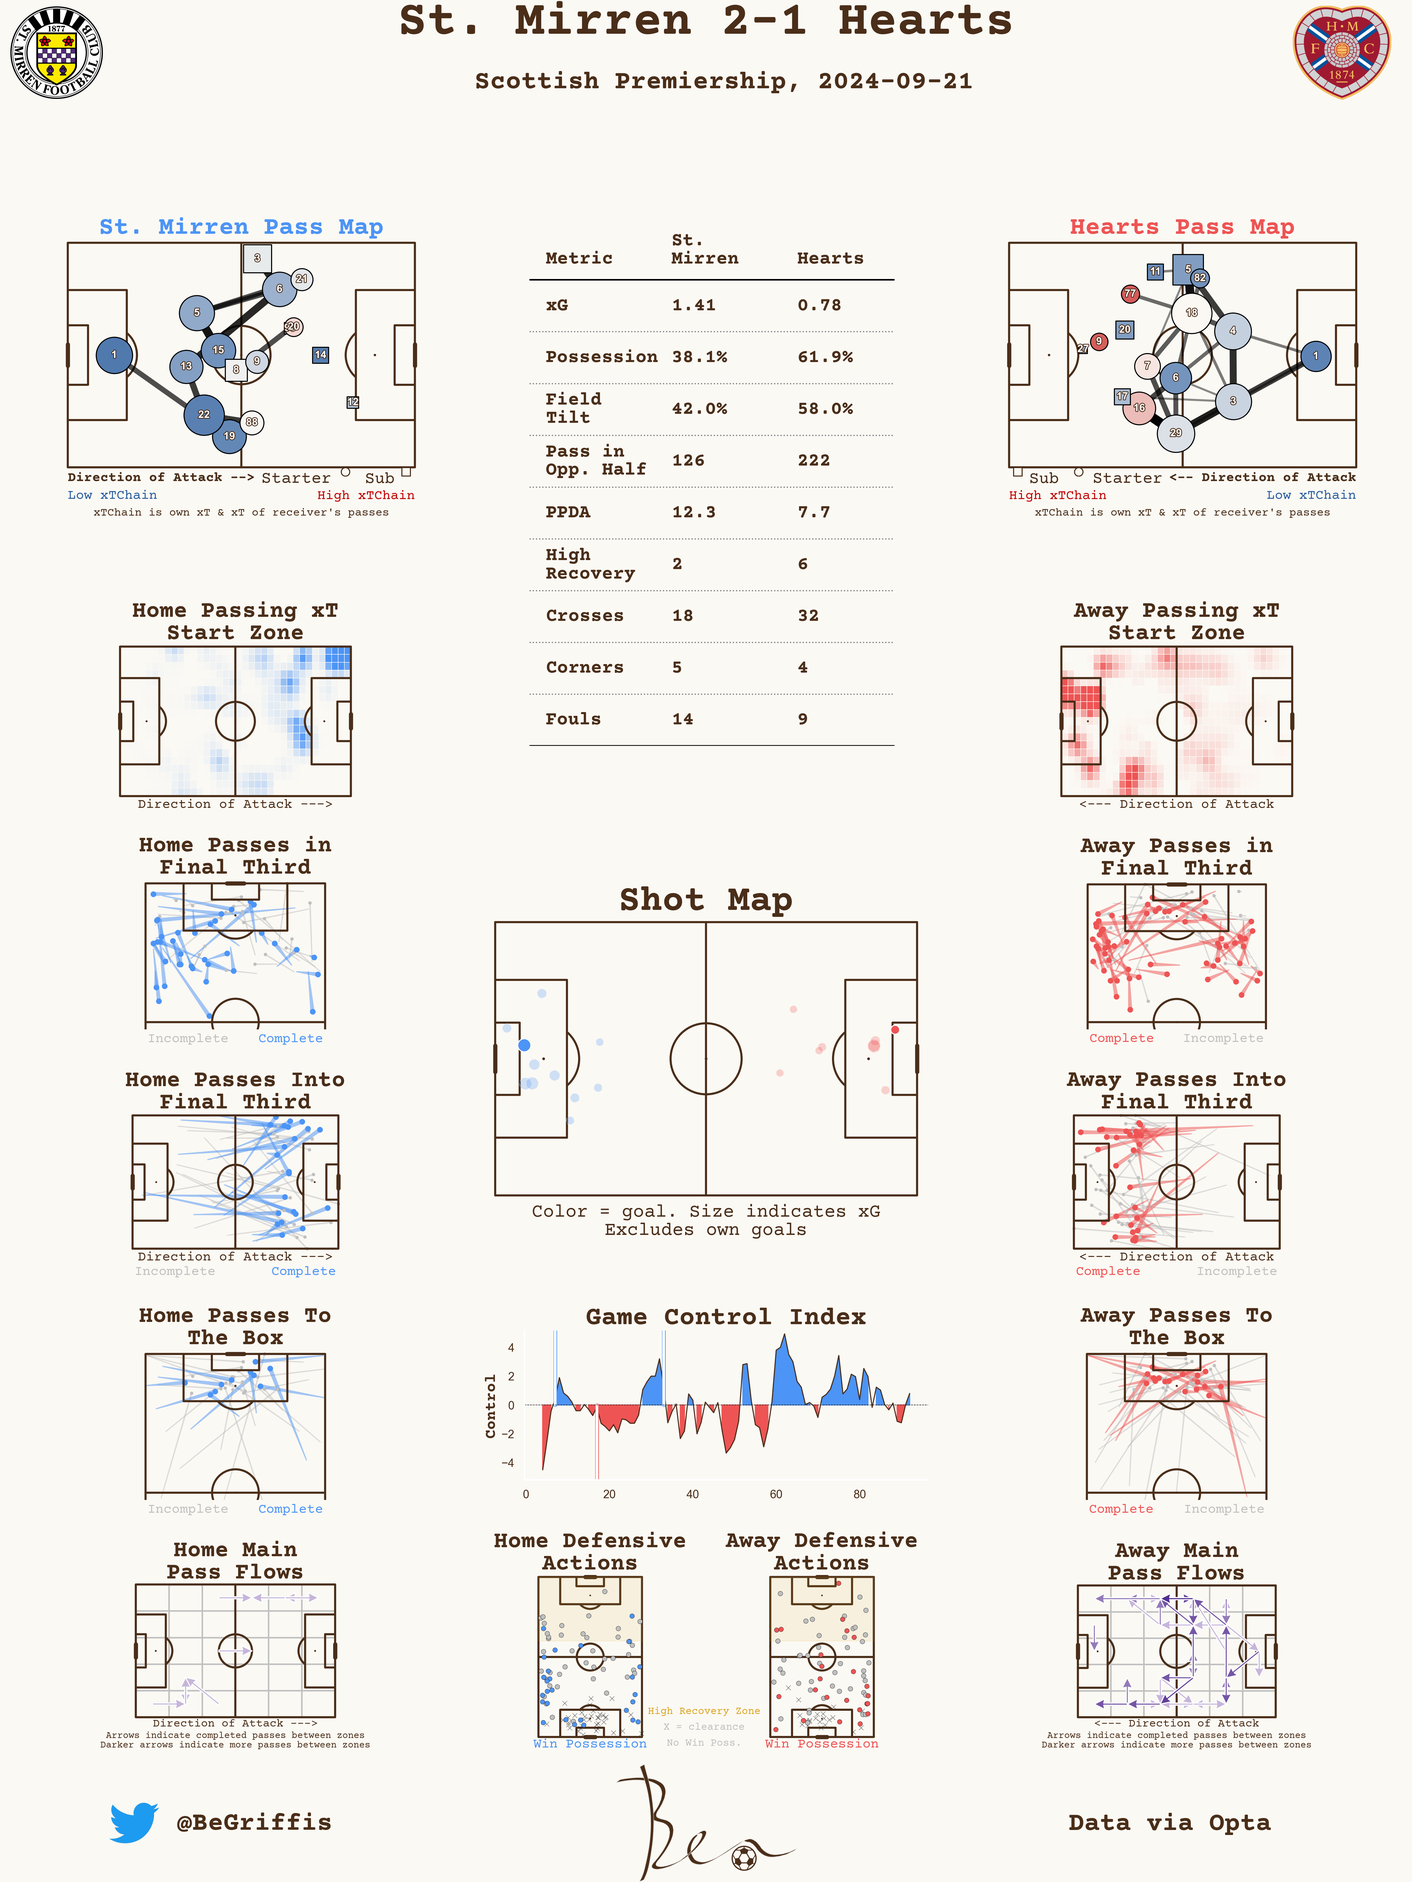 St. Mirren 2-1 Hearts
Scottish Premiership, 2024-09-21
1877
ST. MIRREN FOOTBALL CLUB
H M
F C
1874
St. Mirren Pass Map
3
21
6
5
20
15
1
14
13
9
8
12
22
88
19
Direction of Attack --> Starter Sub
Low xTChain High xTChain
xTChain is own xT & xT of receiver's passes
Metric St. Mirren Hearts
xG 1.41 0.78
Possession 38.1% 61.9%
Field Tilt 42.0% 58.0%
Pass in Opp. Half 126 222
PPDA 12.3 7.7
High Recovery 2 6
Crosses 18 32
Corners 5 4
Fouls 14 9
Hearts Pass Map
11
5
82
77
18
20
4
9
27
1
7
6
17
16
3
29
Sub Starter <-- Direction of Attack
High xTChain Low xTChain
xTChain is own xT & xT of receiver's passes
Home Passing xT
Start Zone
Direction of Attack --->
Away Passing xT
Start Zone
<--- Direction of Attack
Home Passes in
Final Third
Incomplete Complete
Away Passes in
Final Third
Complete Incomplete
Shot Map
Color = goal. Size indicates xG
Excludes own goals
Home Passes Into
Final Third
Direction of Attack --->
Incomplete Complete
Away Passes Into
Final Third
<--- Direction of Attack
Complete Incomplete
Home Passes To
The Box
Incomplete Complete
Game Control Index
Control
4
2
0
−2
−4
0 20 40 60 80
Away Passes To
The Box
Complete Incomplete
Home Main
Pass Flows
Direction of Attack --->
Arrows indicate completed passes between zones
Darker arrows indicate more passes between zones
Home Defensive
Actions
Win Possession
Away Defensive
Actions
Win Possession
High Recovery Zone
X = clearance
No Win Poss.
Away Main
Pass Flows
<--- Direction of Attack
Arrows indicate completed passes between zones
Darker arrows indicate more passes between zones
@BeGriffis
Ben
Data via Opta